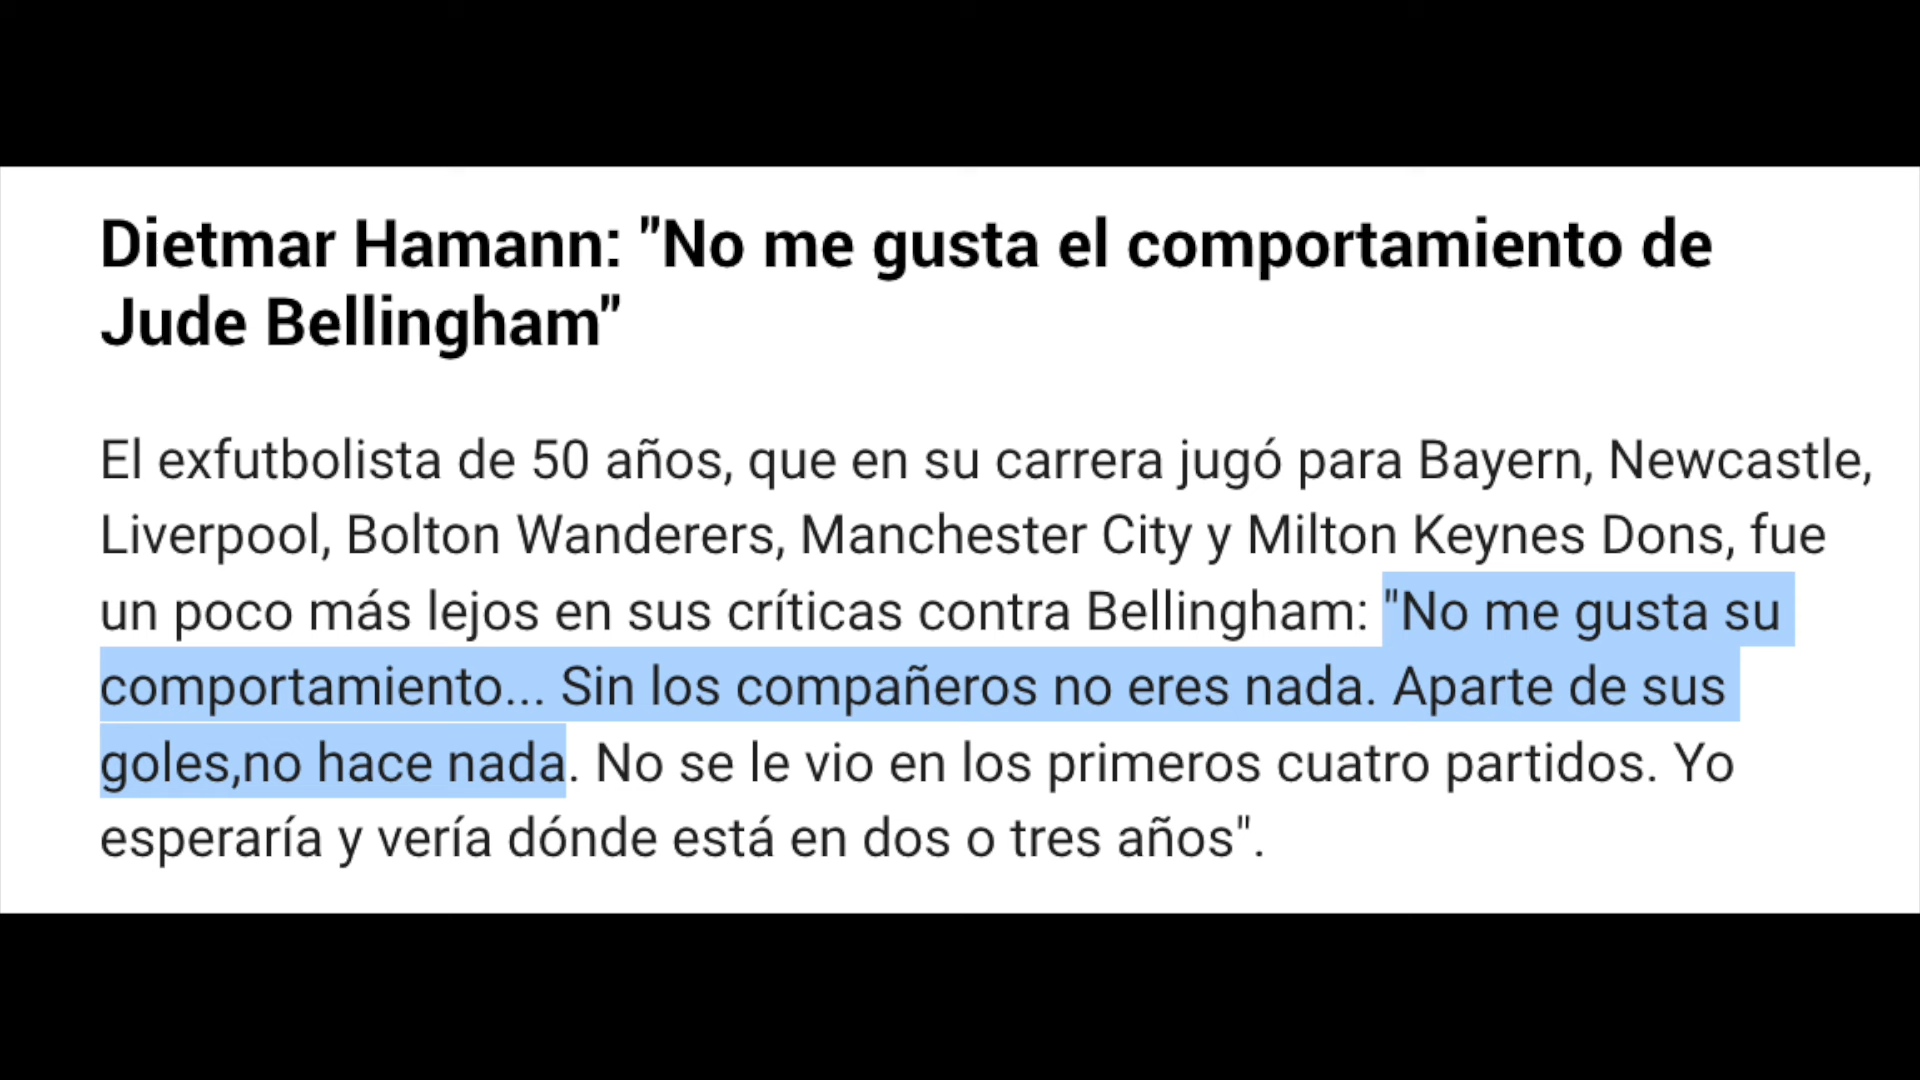 Dietmar Hamann: "No me gusta el comportamiento de
Jude Bellingham"
El exfutbolista de 50 años, que en su carrera jugó para Bayern, Newcastle,
Liverpool, Bolton Wanderers, Manchester City y Milton Keynes Dons, fue
un poco más lejos en sus críticas contra Bellingham: "No me gusta su
comportamiento... Sin los compañeros no eres nada. Aparte de sus
goles,no hace nada. No se le vio en los primeros cuatro partidos. Yo
esperaría y vería dónde está en dos o tres años".